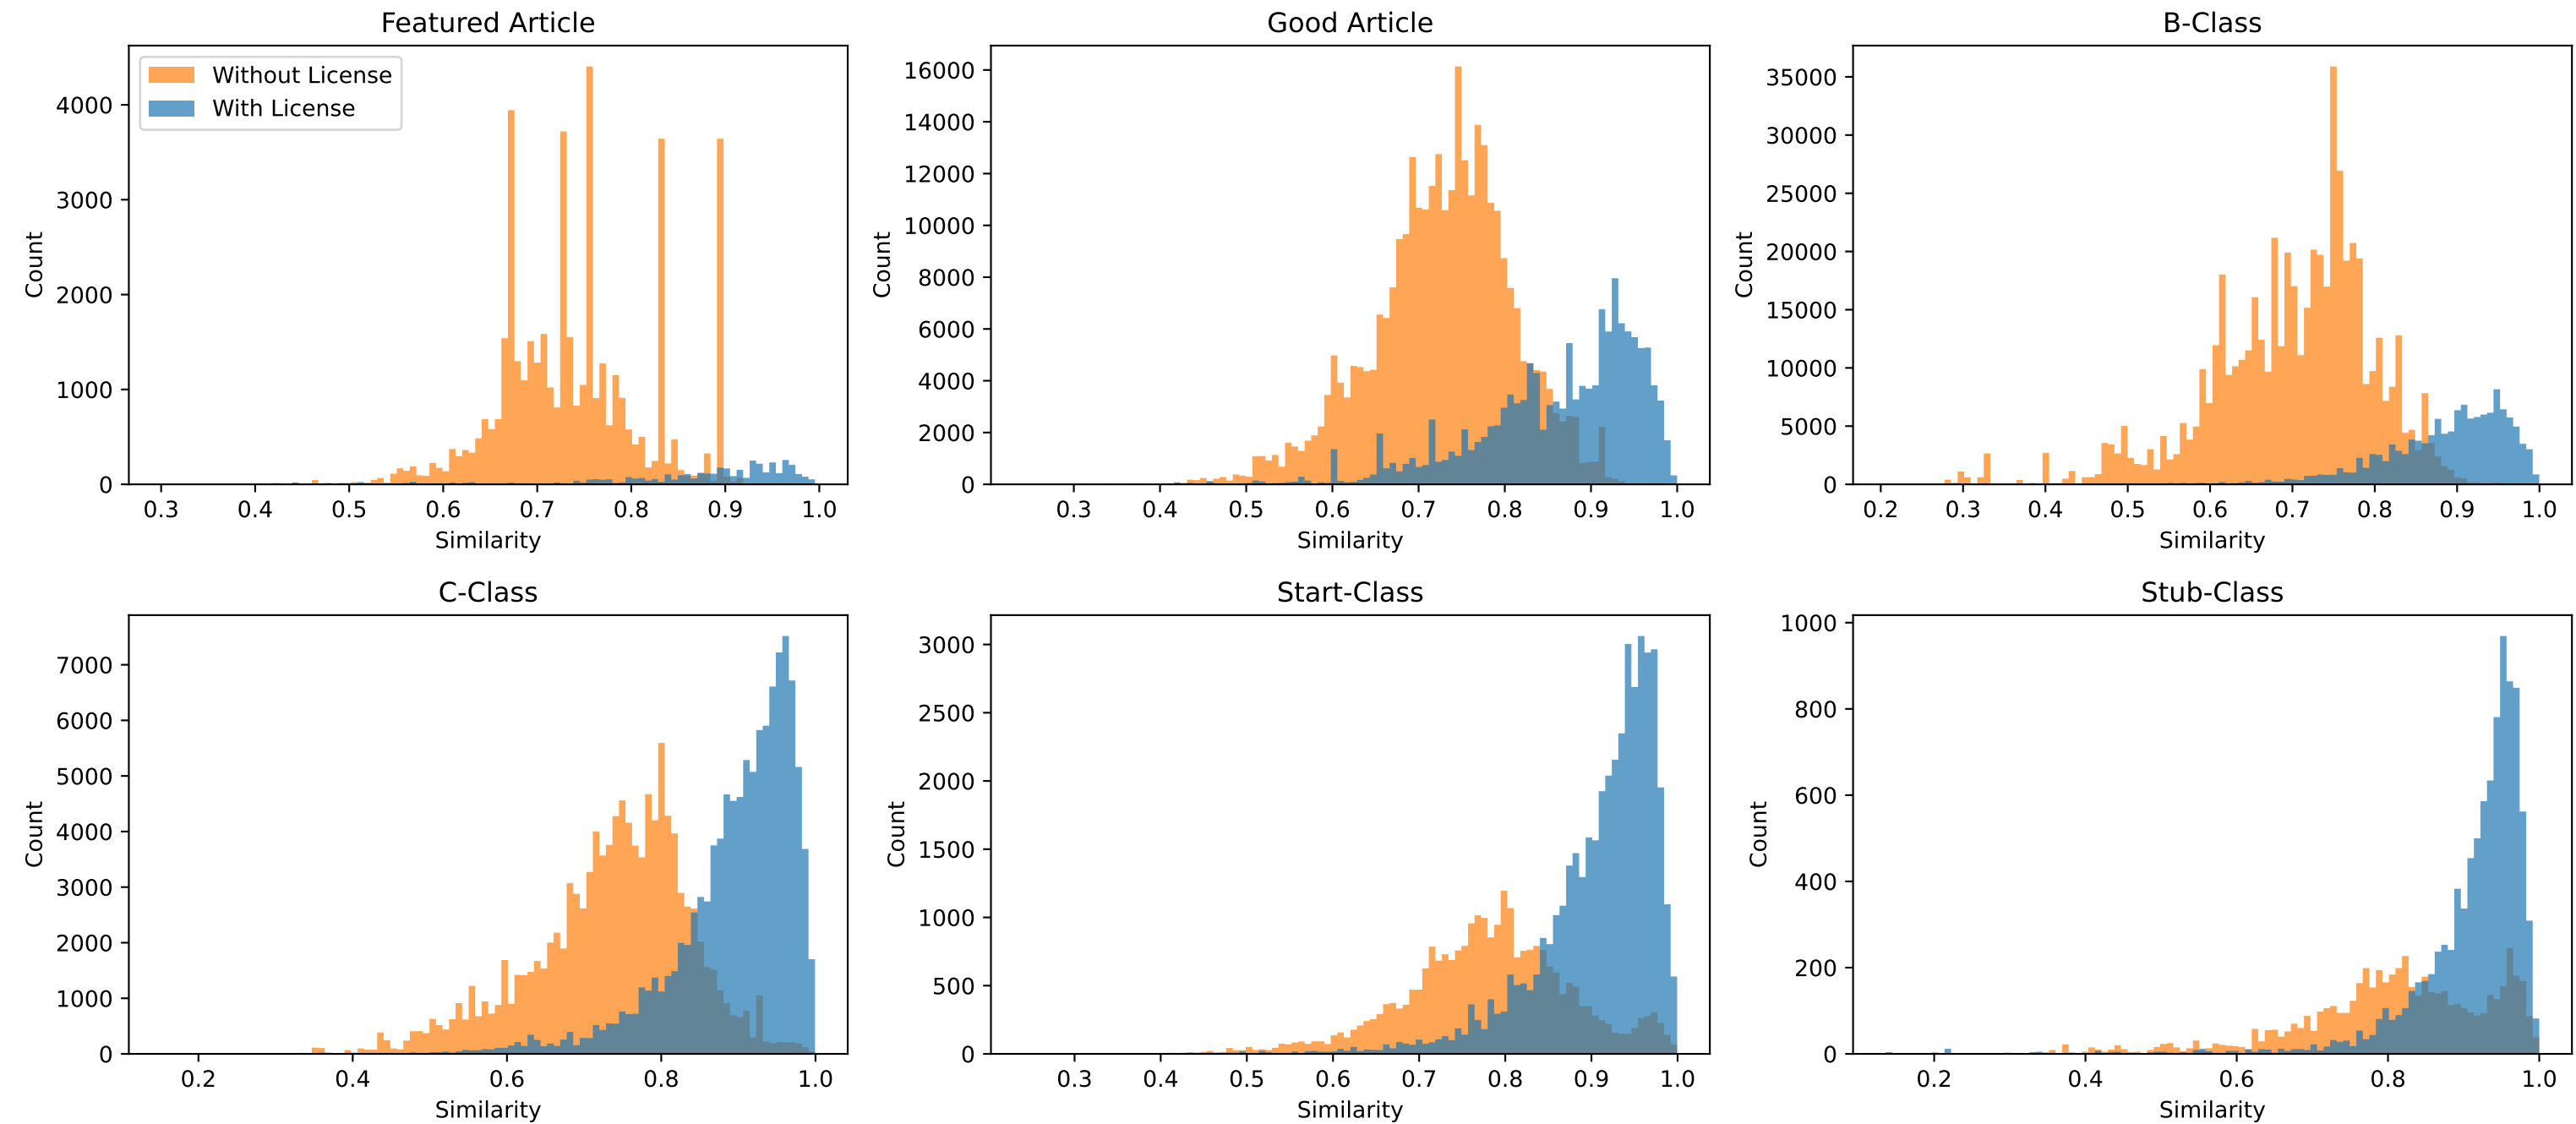 Featured Article
Without License
With License
4000
3000
2000
1000
0
Count
0.3 0.4 0.5 0.6 0.7 0.8 0.9 1.0
Similarity
Good Article
16000
14000
12000
10000
8000
6000
4000
2000
0
Count
0.3 0.4 0.5 0.6 0.7 0.8 0.9 1.0
Similarity
B-Class
35000
30000
25000
20000
15000
10000
5000
0
Count
0.2 0.3 0.4 0.5 0.6 0.7 0.8 0.9 1.0
Similarity
C-Class
7000
6000
5000
4000
3000
2000
1000
0
Count
0.2 0.4 0.6 0.8 1.0
Similarity
Start-Class
3000
2500
2000
1500
1000
500
0
Count
0.3 0.4 0.5 0.6 0.7 0.8 0.9 1.0
Similarity
Stub-Class
1000
800
600
400
200
0
Count
0.2 0.4 0.6 0.8 1.0
Similarity